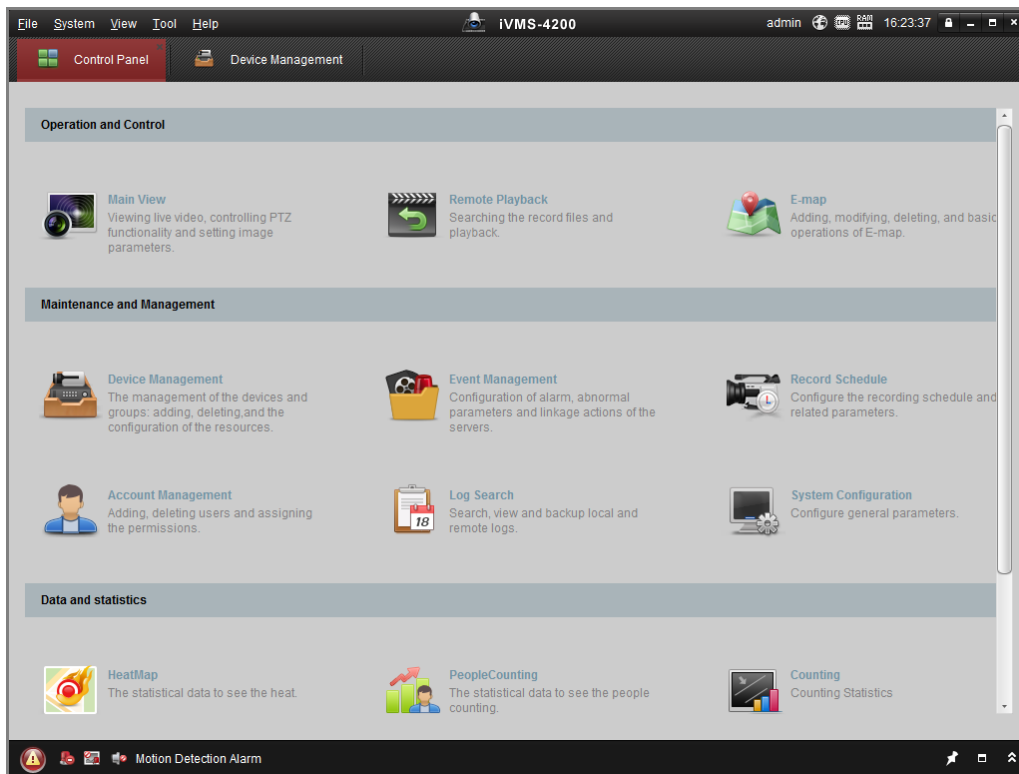 File System View Tool Help iVMS-4200 admin CPU RAM 16:23:37
Control Panel Device Management
Operation and Control
Main View
Viewing live video, controlling PTZ
functionality and setting image
parameters.
Remote Playback
Searching the record files and
playback.
E-map
Adding, modifying, deleting, and basic
operations of E-map.
Maintenance and Management
Device Management
The management of the devices and
groups: adding, deleting,and the
configuration of the resources.
Event Management
Configuration of alarm, abnormal
parameters and linkage actions of the
servers.
Record Schedule
Configure the recording schedule and
related parameters.
Account Management
Adding, deleting users and assigning
the permissions.
18
Log Search
Search, view and backup local and
remote logs.
System Configuration
Configure general parameters.
Data and statistics
HeatMap
The statistical data to see the heat.
PeopleCounting
The statistical data to see the people
counting.
Counting
Counting Statistics
Motion Detection Alarm